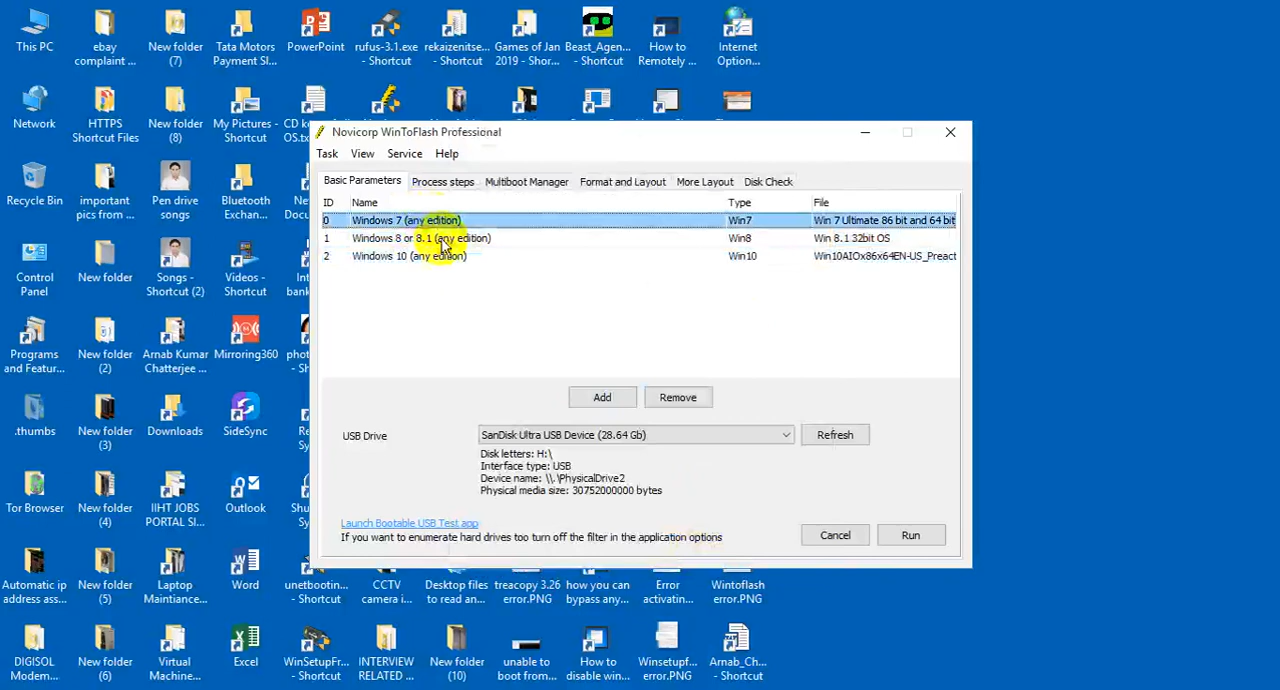 This PC
ebay
complaint ...
New folder
(7)
Tata Motors
Payment Sl...
PowerPoint
rufus-3.1.exe
- Shortcut
rekaizenitse...
- Shortcut
Games of Jan
2019 - Shor...
Beast_Agen...
- Shortcut
How to
Remotely ...
Internet
Option...
Network
HTTPS
Shortcut Files
New folder
(8)
My Pictures -
Shortcut
CD k
OS.tx
Novicorp WinToFlash Professional
Task
View
Service
Help
Basic Parameters
Process steps
Multiboot Manager
Format and Layout
More Layout
Disk Check
ID
Name
Type
File
0
Windows 7 (any edition)
Win7
Win 7 Ultimate 86 bit and 64 bit
1
Windows 8 or 8.1 (any edition)
Win8
Win 8.1 32bit OS
2
Windows 10 (any edition)
Win10
Win10AIOx86x64EN-US_Preact
Add
Remove
USB Drive
SanDisk Ultra USB Device (28.64 Gb)
Refresh
Disk letters: H:\
Interface type: USB
Device name: \\.\PhysicalDrive2
Physical media size: 30752000000 bytes
Launch Bootable USB Test app
If you want to enumerate hard drives too turn off the filter in the application options
Cancel
Run
Recycle Bin
important
pics from ...
Pen drive
songs
Bluetooth
Exchan...
Net
Docu
Control
Panel
New folder
Songs -
Shortcut (2)
Videos -
Shortcut
In
bank
Programs
and Featur...
New folder
(2)
Arnab Kumar
Chatterjee ...
Mirroring360
pho
- Sh
.thumbs
New folder
(3)
Downloads
SideSync
Re
Sy
Tor Browser
New folder
(4)
IIHT JOBS
PORTAL SI...
Outlook
Shu
S
Automatic ip
address ass...
New folder
(5)
Laptop
Maintiance...
Word
unetbootin...
- Shortcut
CCTV
camera i...
Desktop files
to read an...
treacopy 3.26
error.PNG
how you can
bypass any...
Error
activatin...
Wintoflash
error.PNG
DIGISOL
Modem...
New folder
(6)
Virtual
Machine...
Excel
WinSetupFr...
- Shortcut
INTERVIEW
RELATED ...
New folder
(10)
unable to
boot from...
How to
disable win...
Winsetupf...
error.PNG
Arnab_Ch...
- Shortcut